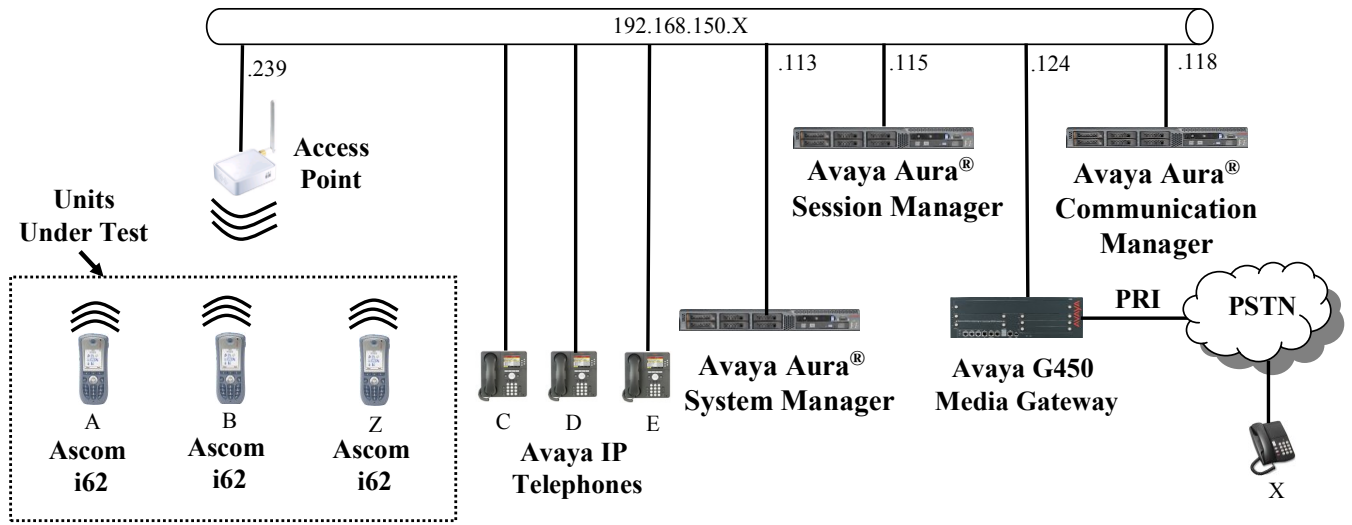 192.168.150.X
.239
.113
.115
.124
.118
Access
Point
Avaya Aura®
Session Manager
Avaya Aura®
Communication
Manager
Units
Under Test
PRI
PSTN
AVAYA
Avaya Aura®
System Manager
Avaya G450
Media Gateway
A
B
Z
C
D
E
Ascom
i62
Ascom
i62
Ascom
i62
Avaya IP
Telephones
X